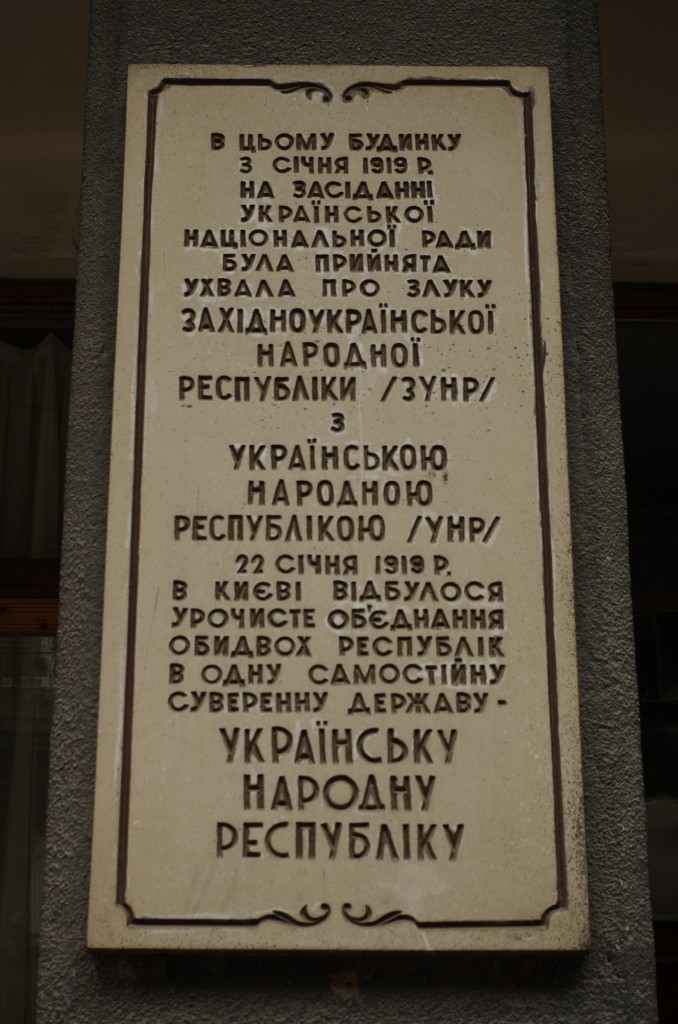 В ЦЬОМУ БУДИНКУ
3 СІЧНЯ 1919 Р.
НА ЗАСІДАННІ
УКРАЇНСЬКОЇ
НАЦІОНАЛЬНОЇ РАДИ
БУЛА ПРИЙНЯТА
УХВАЛА ПРО ЗЛУКУ
ЗАХІДНОУКРАЇНСЬКОЇ
НАРОДНОЇ
РЕСПУБЛІКИ /ЗУНР/
З
УКРАЇНСЬКОЮ
НАРОДНОЮ
РЕСПУБЛІКОЮ /УНР/
22 СІЧНЯ 1919 Р.
В КИЄВІ ВІДБУЛОСЯ
УРОЧИСТЕ ОБ'ЄДНАННЯ
ОБИДВОХ РЕСПУБЛІК
В ОДНУ САМОСТІЙНУ
СУВЕРЕННУ ДЕРЖАВУ -
УКРАЇНСЬКУ
НАРОДНУ
РЕСПУБЛІКУ